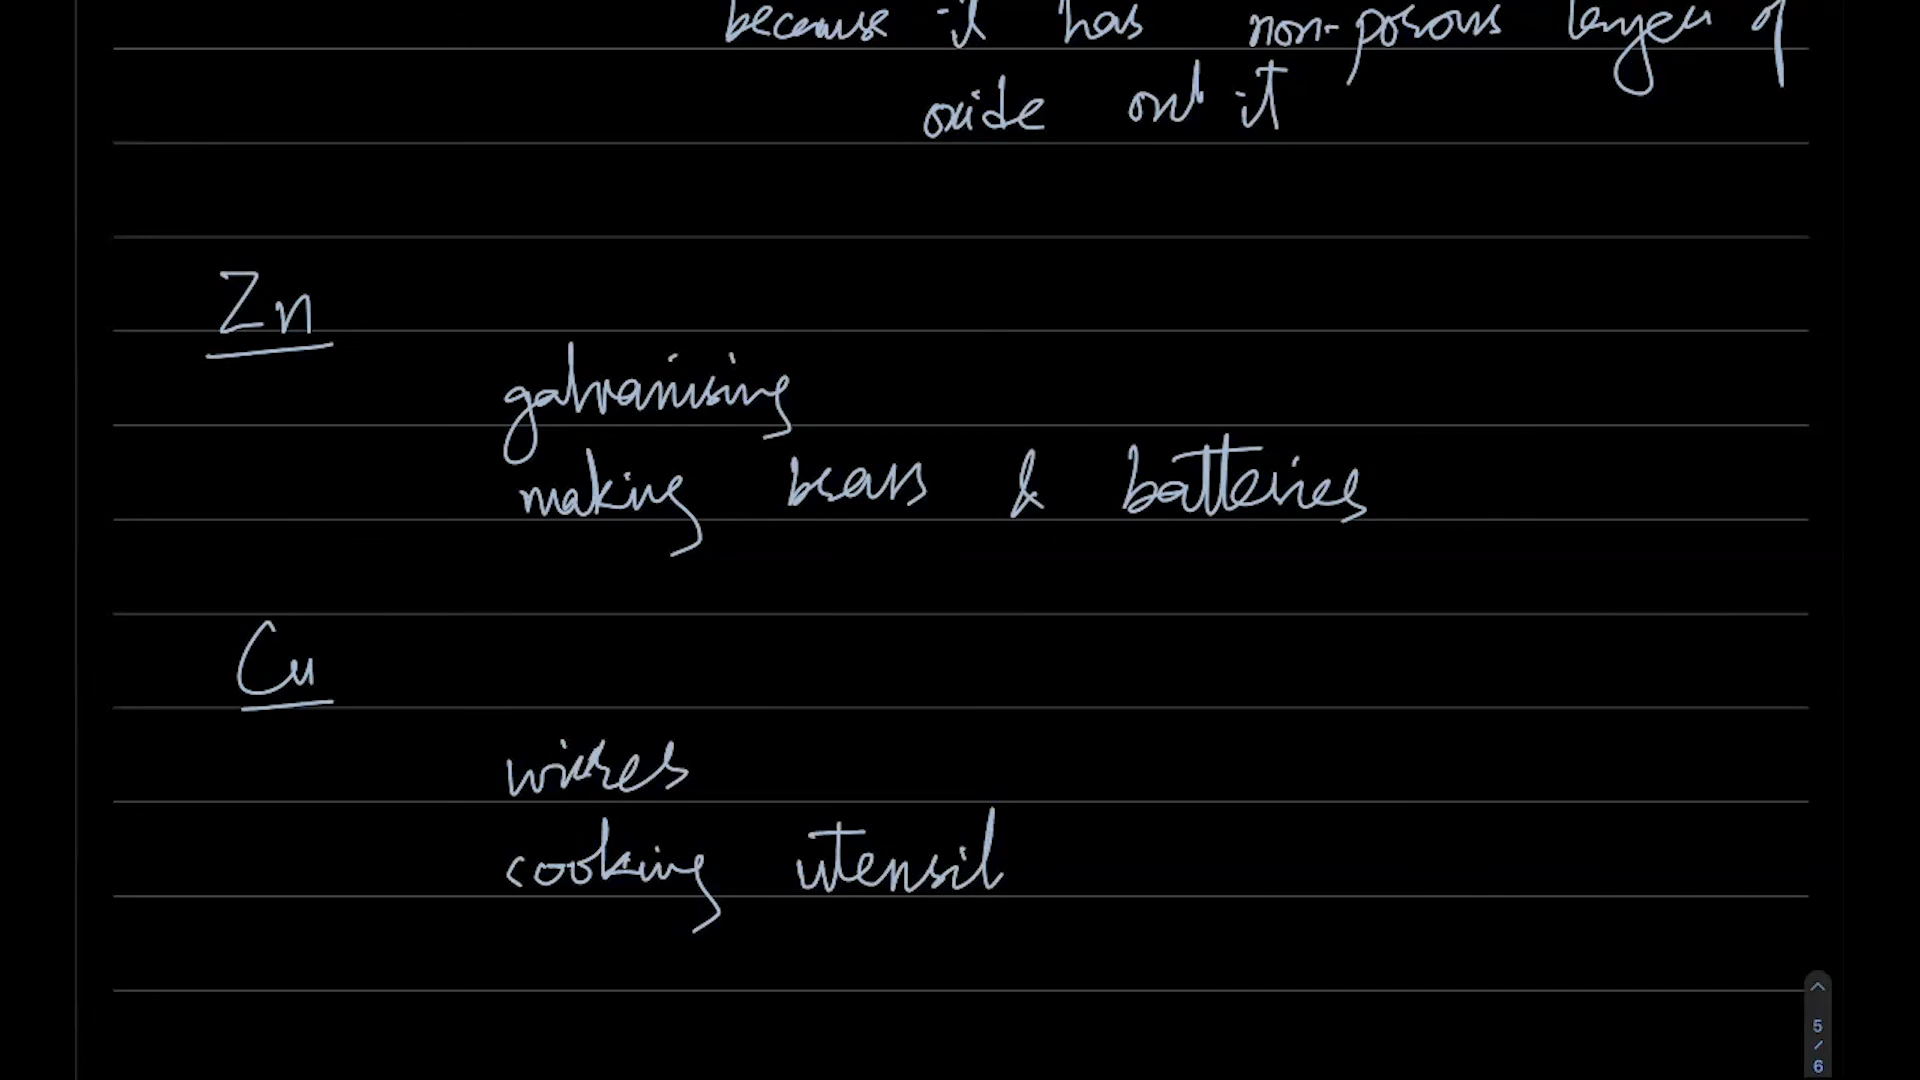 because it has non-porous layer of
oxide on it
Zn
galvanising
making brass & batteries
Cu
wires
cooking utensil
5
/
6